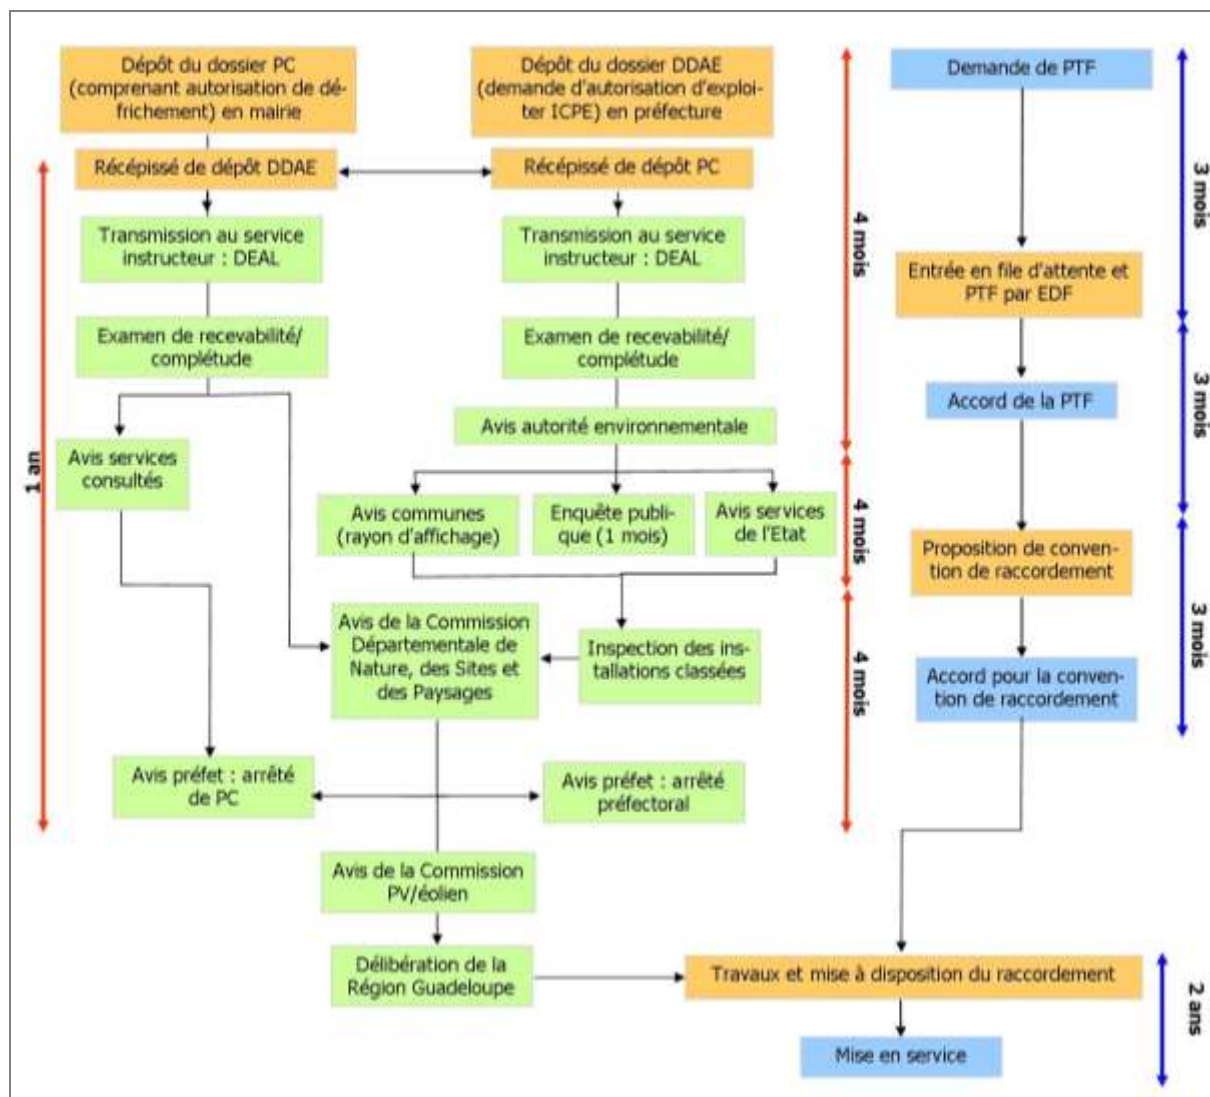 Dépôt du dossier PC
(comprenant autorisation de dé-
frichement) en mairie
Récépissé de dépôt DDAE
Transmission au service
instructeur : DEAL
Examen de recevabilité/
complétude
Avis services
consultés
Avis préfet : arrêté
de PC
1 an
Dépôt du dossier DDAE
(demande d'autorisation d'exploi-
ter ICPE) en préfecture
Récépissé de dépôt PC
Transmission au service
instructeur : DEAL
Examen de recevabilité/
complétude
Avis autorité environnementale
Avis communes
(rayon d'affichage)
Enquête publi-
que (1 mois)
Avis services
de l'Etat
Avis de la Commission
Départementale de
Nature, des Sites et
des Paysages
Inspection des ins-
tallations classées
Avis préfet : arrêté
préfectoral
Avis de la Commission
PV/éolien
Délibération de la
Région Guadeloupe
4 mois
4 mois
4 mois
Demande de PTF
Entrée en file d'attente et
PTF par EDF
Accord de la PTF
Proposition de conven-
tion de raccordement
Accord pour la conven-
tion de raccordement
Travaux et mise à disposition du raccordement
Mise en service
3 mois
3 mois
3 mois
2 ans